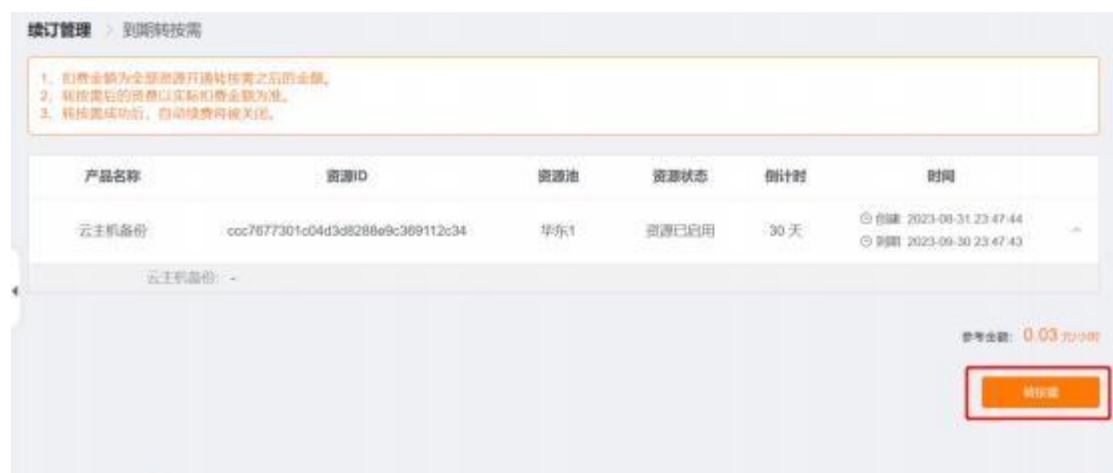 续订管理 > 到期转按需
1、扣费金额为全部资源开通转按需之后的金额。
2、转按需后的资费以实际扣费金额为准。
3、转按需成功后，自动续费将被关闭。
产品名称 资源ID 资源池 资源状态 倒计时 时间
云主机备份 ccc7677301c04d3d8288e9c369112c34 华东1 资源已启用 30 天 创建: 2023-08-31 23:47:44
到期: 2023-09-30 23:47:43
云主机备份: -
参考金额: 0.03 元/小时
转按需